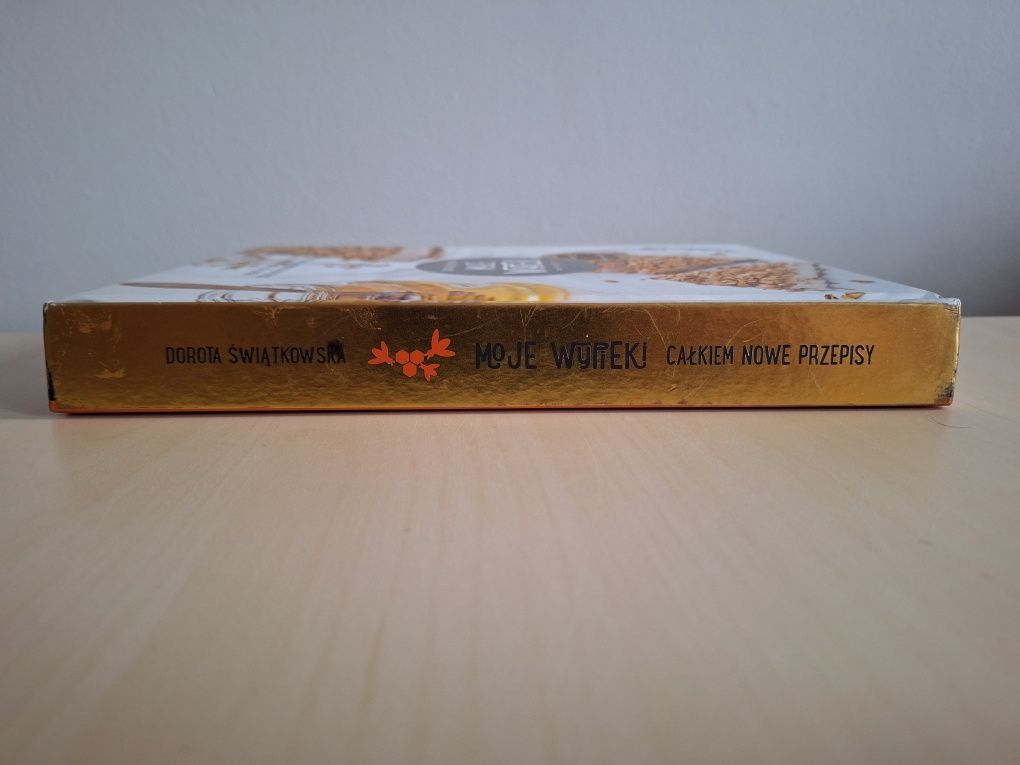 DOROTA ŚWIĄTKOWSKA MOJE WYPIEKI CAŁKIEM NOWE PRZEPISY